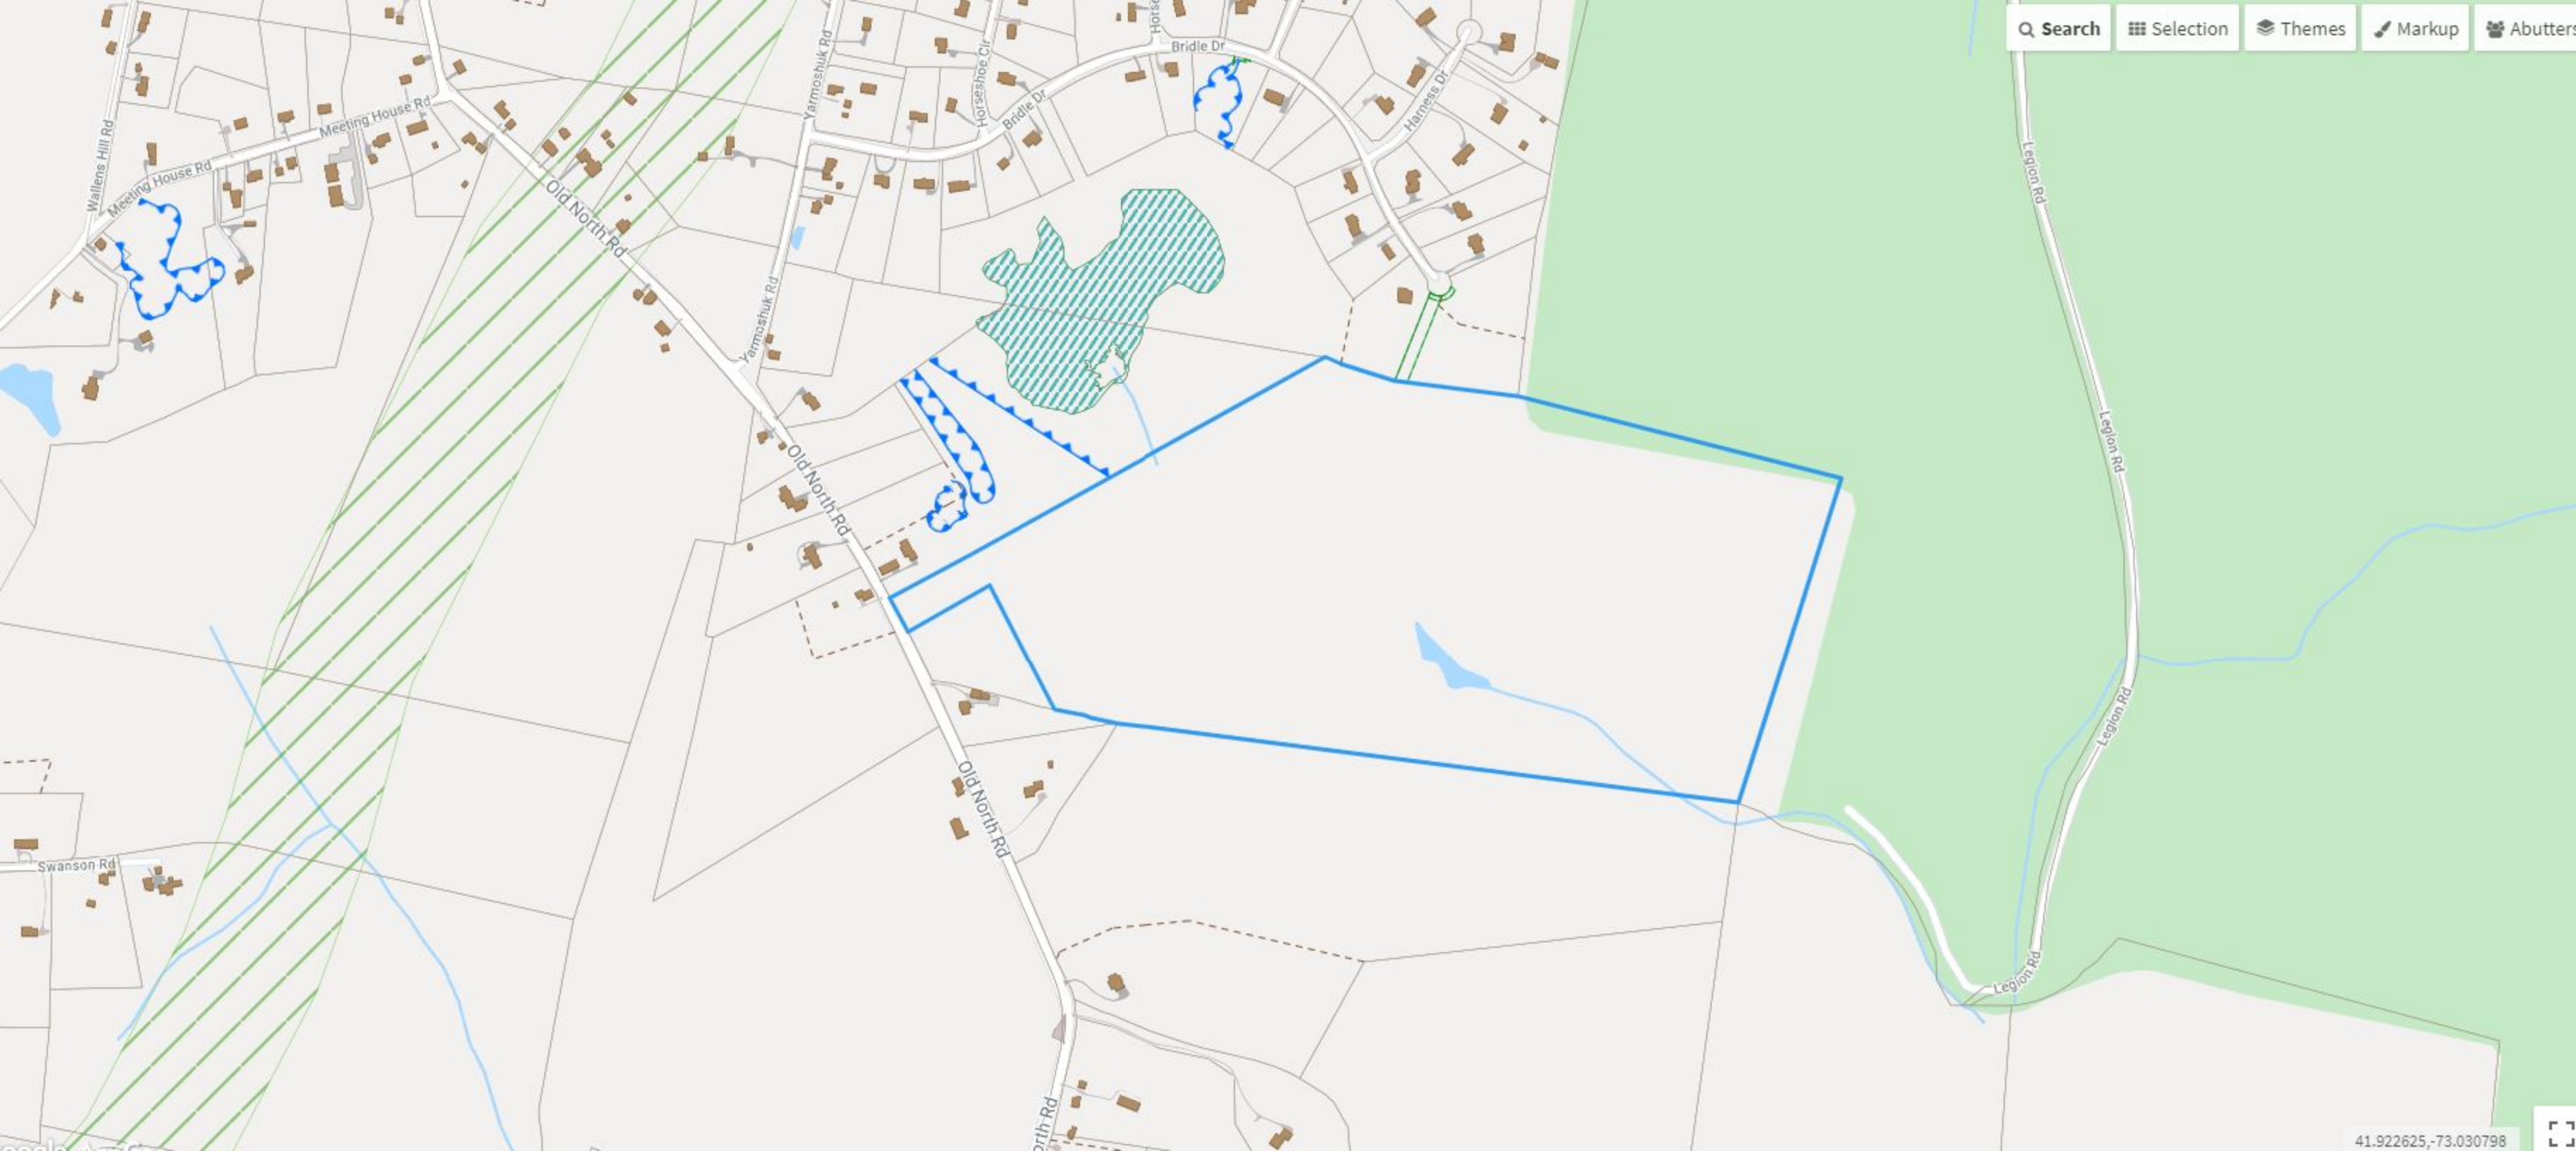 Search
Selection
Themes
Markup
Abutters
Bridle Dr
Yarmoshuk Rd
Horseshoe Cir
Bridle Dr
Harness Dr
Meeting House Rd
Wallens Hill Rd
Meeting House Rd
Legion Rd
Old North Rd
Yarmoshuk Rd
Legion Rd
Old North Rd
Legion Rd
Old North Rd
Swanson Rd
Legion Rd
41.922625,-73.030798